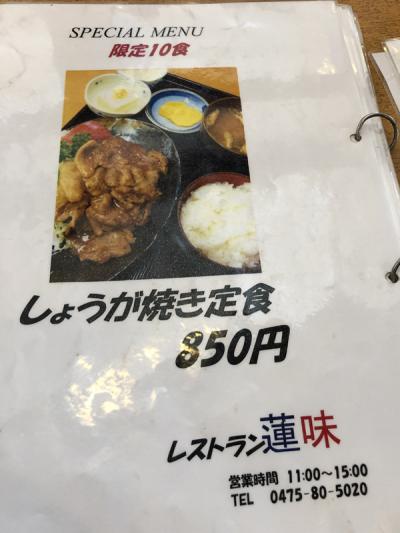 SPECIAL MENU
限定10食
しょうが焼き定食
850円
レストラン蓮味
営業時間 11:00～15:00
TEL 0475-80-5020